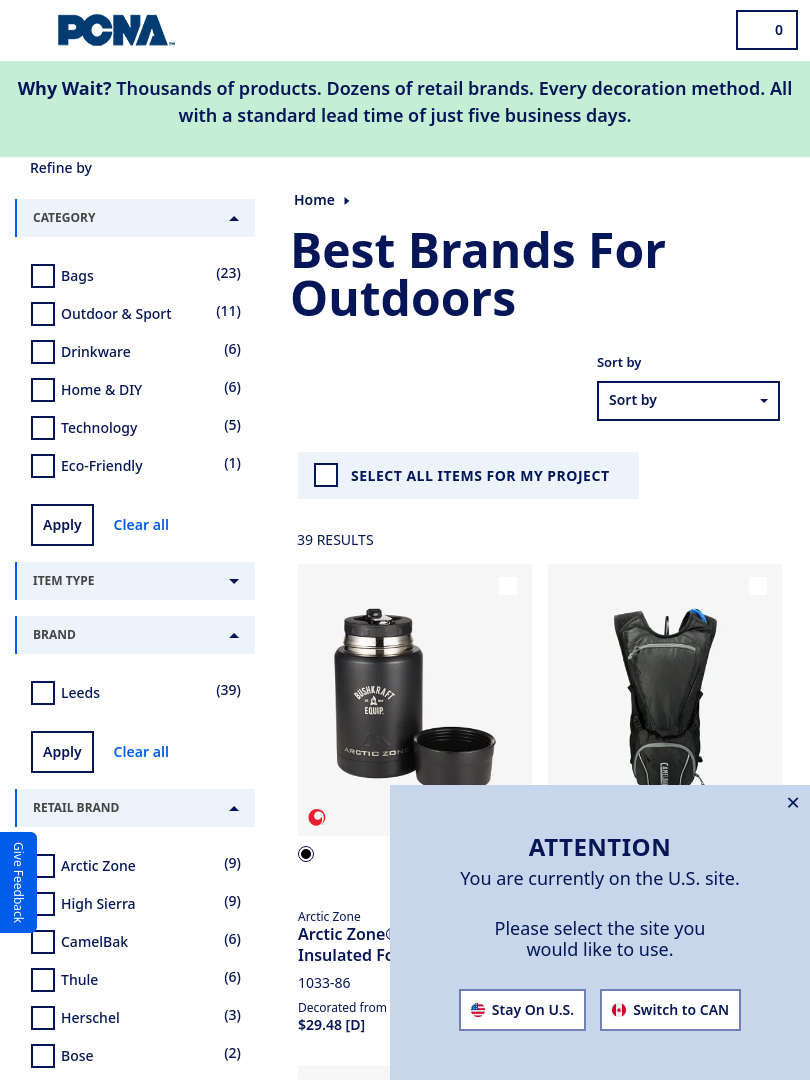 PCNA
0
Why Wait? Thousands of products. Dozens of retail brands. Every decoration method. All
with a standard lead time of just five business days.
Refine by
CATEGORY
Bags (23)
Outdoor & Sport (11)
Drinkware (6)
Home & DIY (6)
Technology (5)
Eco-Friendly (1)
Apply Clear all
ITEM TYPE
BRAND
Leeds (39)
Apply Clear all
RETAIL BRAND
Arctic Zone (9)
High Sierra (9)
CamelBak (6)
Thule (6)
Herschel (3)
Bose (2)
Give Feedback
Home
Best Brands For
Outdoors
Sort by
Sort by
SELECT ALL ITEMS FOR MY PROJECT
39 RESULTS
BUSHKRAFT
EQUIP.
ARCTIC ZONE
CAMELBAK
Arctic Zone
Arctic Zone®
Insulated Fo
1033-86
Decorated from
$29.48 [D]
ATTENTION
You are currently on the U.S. site.
Please select the site you
would like to use.
Stay On U.S. Switch to CAN